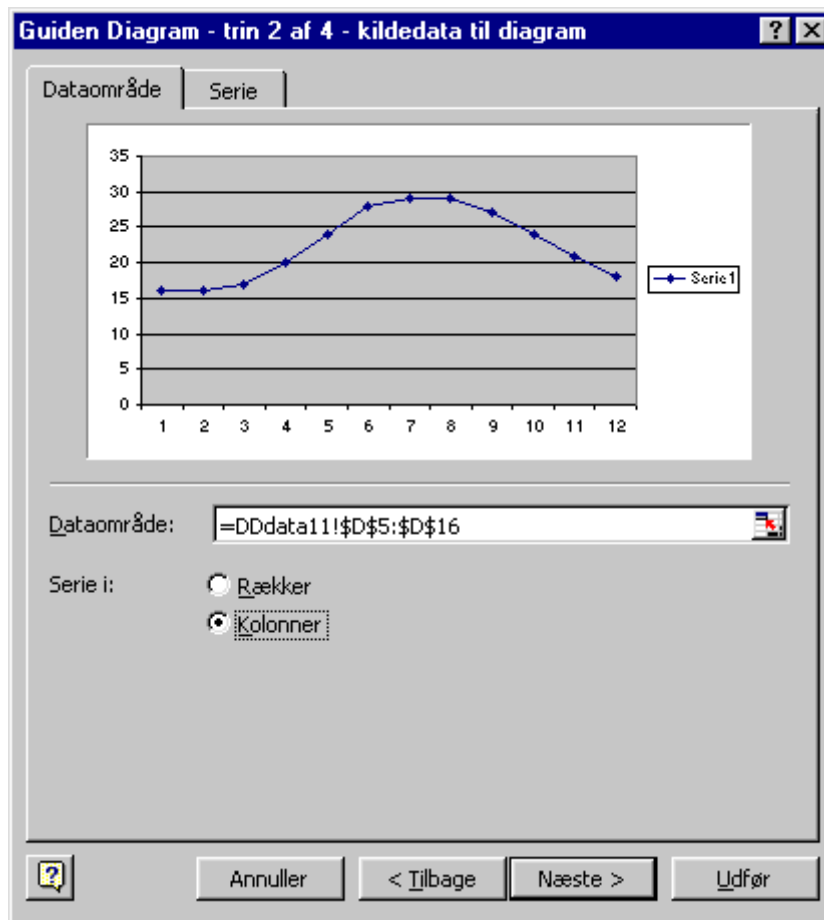 Guiden Diagram - trin 2 af 4 - kildedata til diagram
Dataområde Serie
35
30
25
20
15
10
5
0
1 2 3 4 5 6 7 8 9 10 11 12
Serie1
Dataområde: =DDdata11!$D$5:$D$16
Serie i: Rækker
Kolonner
? Annuller < Tilbage Næste > Udfør